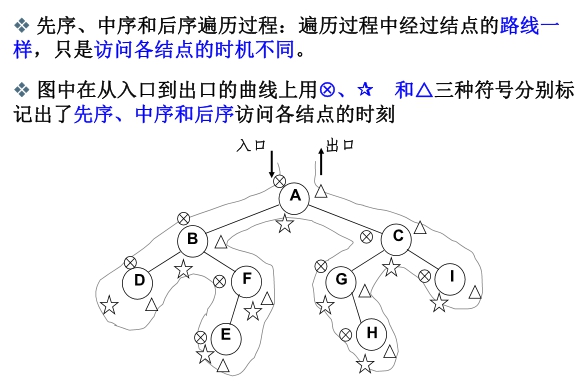 ❖ 先序、中序和后序遍历过程：遍历过程中经过结点的路线一
样，只是访问各结点的时机不同。
❖ 图中在从入口到出口的曲线上用⊗、☆ 和△三种符号分别标
记出了先序、中序和后序访问各结点的时刻
入口 出口
A
B C
D F G I
E H